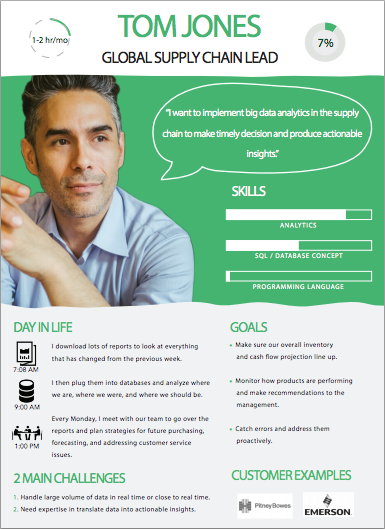 TOM JONES
GLOBAL SUPPLY CHAIN LEAD
1-2 hr/mo
7%
"I want to implement big data analytics in the supply
chain to make timely decision and produce actionable
insights."
SKILLS
ANALYTICS
SQL / DATABASE CONCEPT
PROGRAMMING LANGUAGE
DAY IN LIFE
I download lots of reports to look at everything
that has changed from the previous week.
7:08 AM
I then plug them into databases and analyze where
we are, where we were, and where we should be.
9:00 AM
Every Monday, I meet with our team to go over the
reports and plan strategies for future purchasing,
forecasting, and addressing customer service
issues.
1:00 PM
2 MAIN CHALLENGES
1. Handle large volume of data in real time or close to real time.
2. Need expertise in translate data into actionable insights.
GOALS
• Make sure our overall inventory
and cash flow projection line up.
• Monitor how products are performing
and make recommendations to the
management.
• Catch errors and address them
proactively.
CUSTOMER EXAMPLES
PitneyBowes
EMERSON